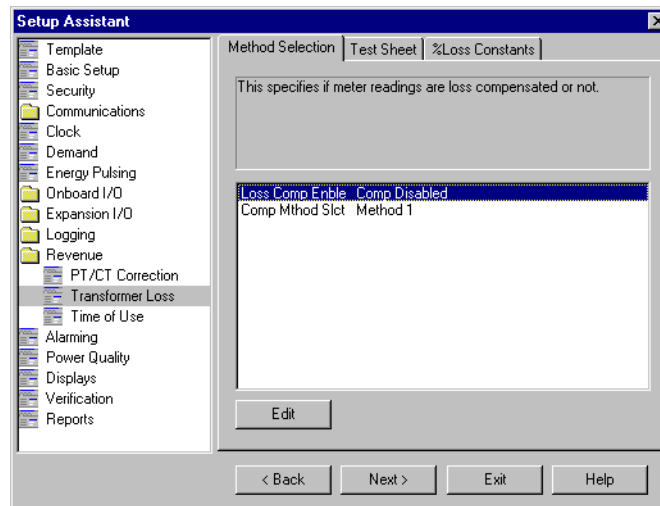 Setup Assistant
Template
Basic Setup
Security
Communications
Clock
Demand
Energy Pulsing
Onboard I/O
Expansion I/O
Logging
Revenue
PT/CT Correction
Transformer Loss
Time of Use
Alarming
Power Quality
Displays
Verification
Reports
Method Selection Test Sheet %Loss Constants
This specifies if meter readings are loss compensated or not.
Loss Comp Enble Comp Disabled
Comp Mthod Slct Method 1
Edit
< Back Next > Exit Help